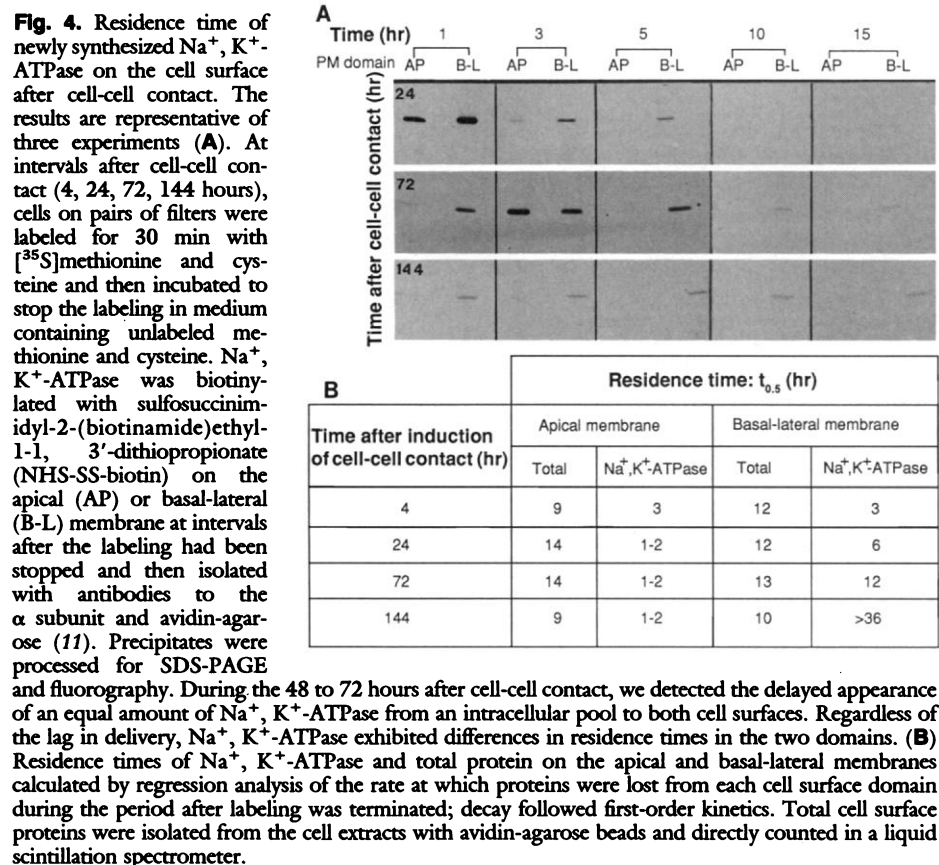 Fig. 4. Residence time of
newly synthesized Na⁺, K⁺-
ATPase on the cell surface
after cell-cell contact. The
results are representative of
three experiments (A). At
intervals after cell-cell con-
tact (4, 24, 72, 144 hours),
cells on pairs of filters were
labeled for 30 min with
[³⁵S]methionine and cys-
teine and then incubated to
stop the labeling in medium
containing unlabeled me-
thionine and cysteine. Na⁺,
K⁺-ATPase was biotiny-
lated with sulfosuccinim-
idyl-2-(biotinamide)ethyl-
1-1, 3′-dithiopropionate
(NHS-SS-biotin) on the
apical (AP) or basal-lateral
(B-L) membrane at intervals
after the labeling had been
stopped and then isolated
with antibodies to the
α subunit and avidin-agar-
ose (11). Precipitates were
processed for SDS-PAGE
and fluorography. During the 48 to 72 hours after cell-cell contact, we detected the delayed appearance
of an equal amount of Na⁺, K⁺-ATPase from an intracellular pool to both cell surfaces. Regardless of
the lag in delivery, Na⁺, K⁺-ATPase exhibited differences in residence times in the two domains. (B)
Residence times of Na⁺, K⁺-ATPase and total protein on the apical and basal-lateral membranes
calculated by regression analysis of the rate at which proteins were lost from each cell surface domain
during the period after labeling was terminated; decay followed first-order kinetics. Total cell surface
proteins were isolated from the cell extracts with avidin-agarose beads and directly counted in a liquid
scintillation spectrometer.
A
Time (hr) 1 3 5 10 15
PM domain AP B-L AP B-L AP B-L AP B-L AP B-L
Time after cell-cell contact (hr)
24
72
144
B
Residence time: t₀.₅ (hr)
Time after induction of cell-cell contact (hr)
Apical membrane Basal-lateral membrane
Total Na⁺,K⁺-ATPase Total Na⁺,K⁺-ATPase
4 9 3 12 3
24 14 1-2 12 6
72 14 1-2 13 12
144 9 1-2 10 >36